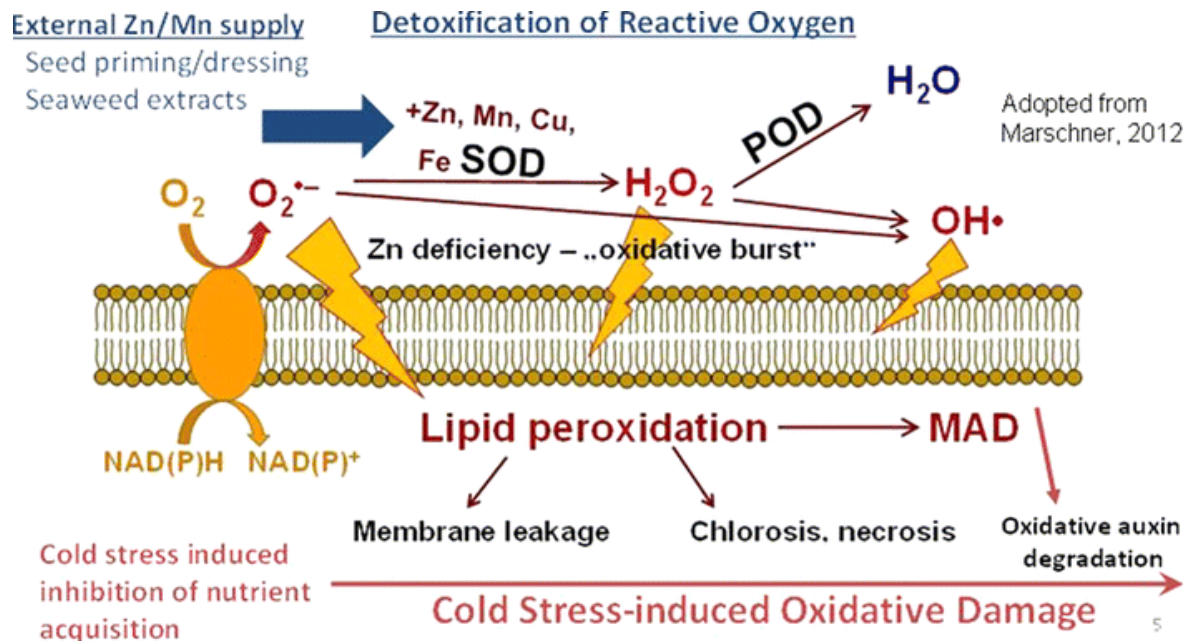 External Zn/Mn supply
Seed priming/dressing
Seaweed extracts
Detoxification of Reactive Oxygen
Adopted from
Marschner, 2012
+Zn, Mn, Cu,
Fe SOD
POD
H₂O
O₂ O₂•− H₂O₂
OH•
Zn deficiency – „oxidative burst“
Lipid peroxidation MAD
NAD(P)H NAD(P)⁺
Membrane leakage
Chlorosis, necrosis
Oxidative auxin
degradation
Cold stress induced
inhibition of nutrient
acquisition
Cold Stress-induced Oxidative Damage
5